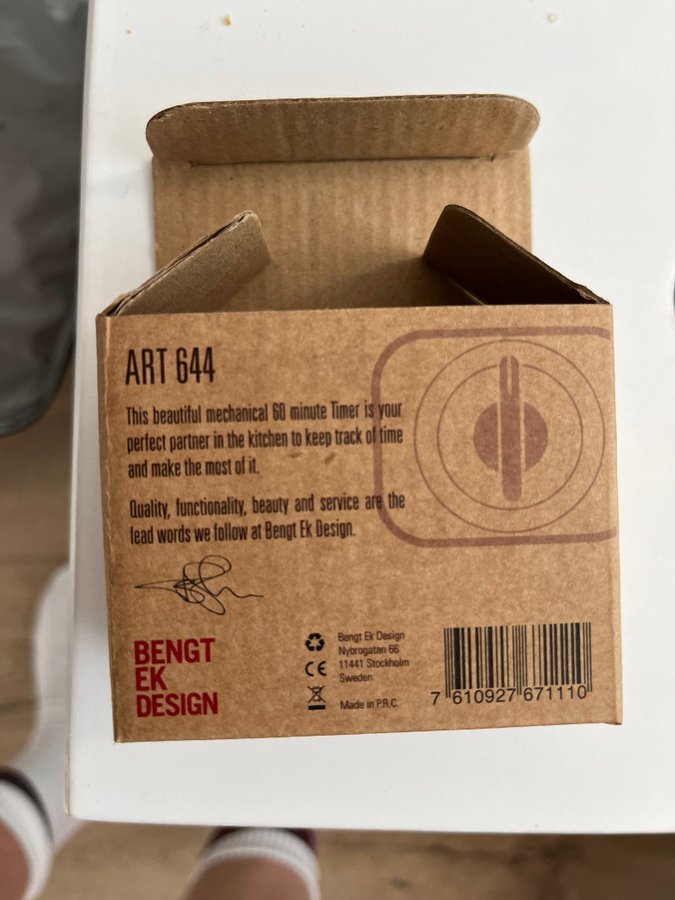 ART 644
This beautiful mechanical 60 minute Timer is your
perfect partner in the kitchen to keep track of time
and make the most of it.
Quality, functionality, beauty and service are the
lead words we follow at Bengt Ek Design.
BENGT
EK
DESIGN
CE
Bengt Ek Design
Nybrogatan 66
11441 Stockholm
Sweden
Made in P.R.C.
7 610927 671110